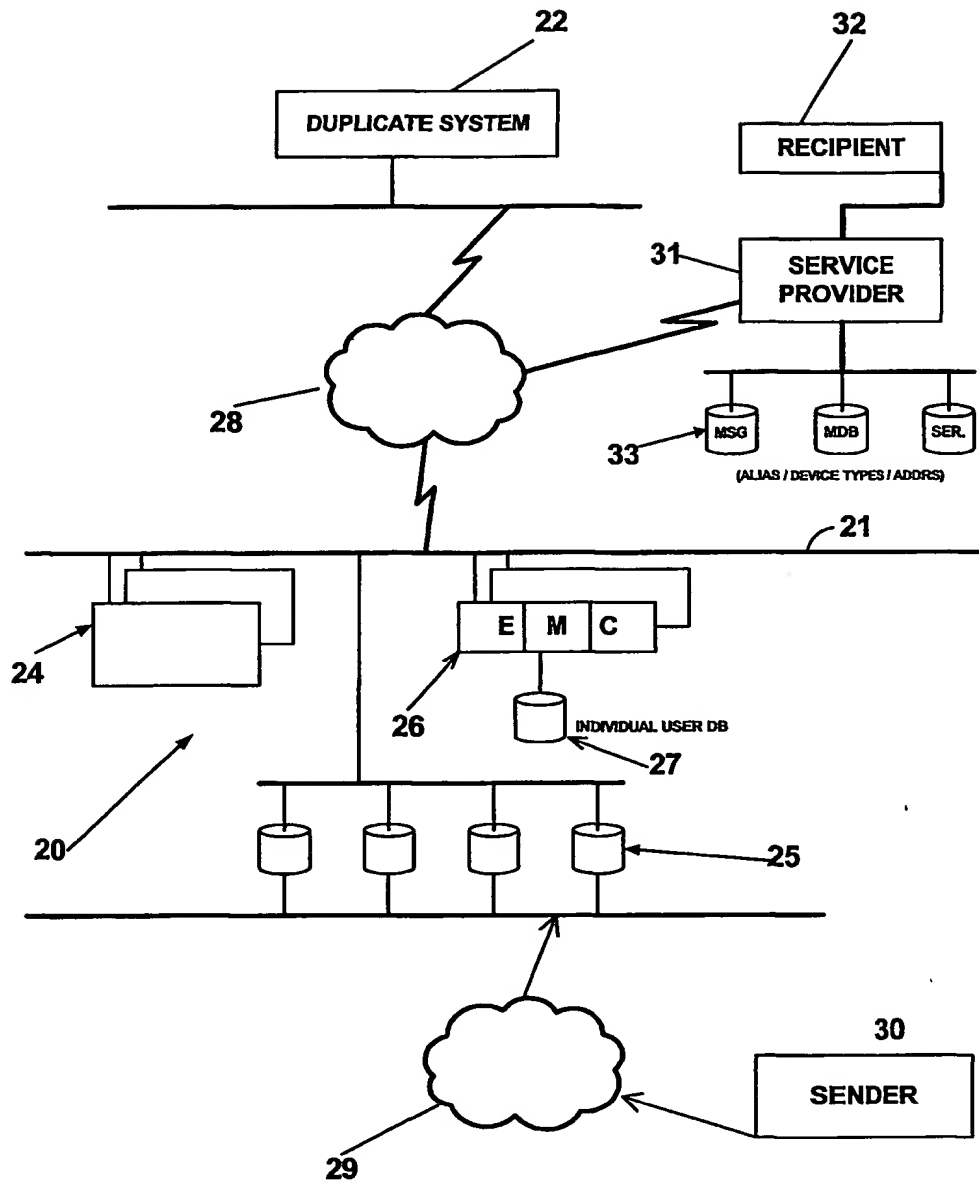 22
32
DUPLICATE SYSTEM
RECIPIENT
31
SERVICE
PROVIDER
28
33
MSG
MDB
SER.
(ALIAS / DEVICE TYPES / ADDRS)
21
E M C
24
26
INDIVIDUAL USER DB
27
20
25
30
SENDER
29